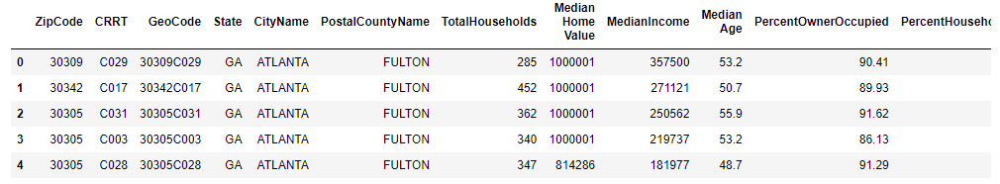 ZipCode CRRT GeoCode State CityName PostalCountyName TotalHouseholds Median Home Value MedianIncome Median Age PercentOwnerOccupied PercentHouseho
0 30309 C029 30309C029 GA ATLANTA FULTON 285 1000001 357500 53.2 90.41
1 30342 C017 30342C017 GA ATLANTA FULTON 452 1000001 271121 50.7 89.93
2 30305 C031 30305C031 GA ATLANTA FULTON 362 1000001 250562 55.9 91.62
3 30305 C003 30305C003 GA ATLANTA FULTON 340 1000001 219737 53.2 86.13
4 30305 C028 30305C028 GA ATLANTA FULTON 347 814286 181977 48.7 91.29